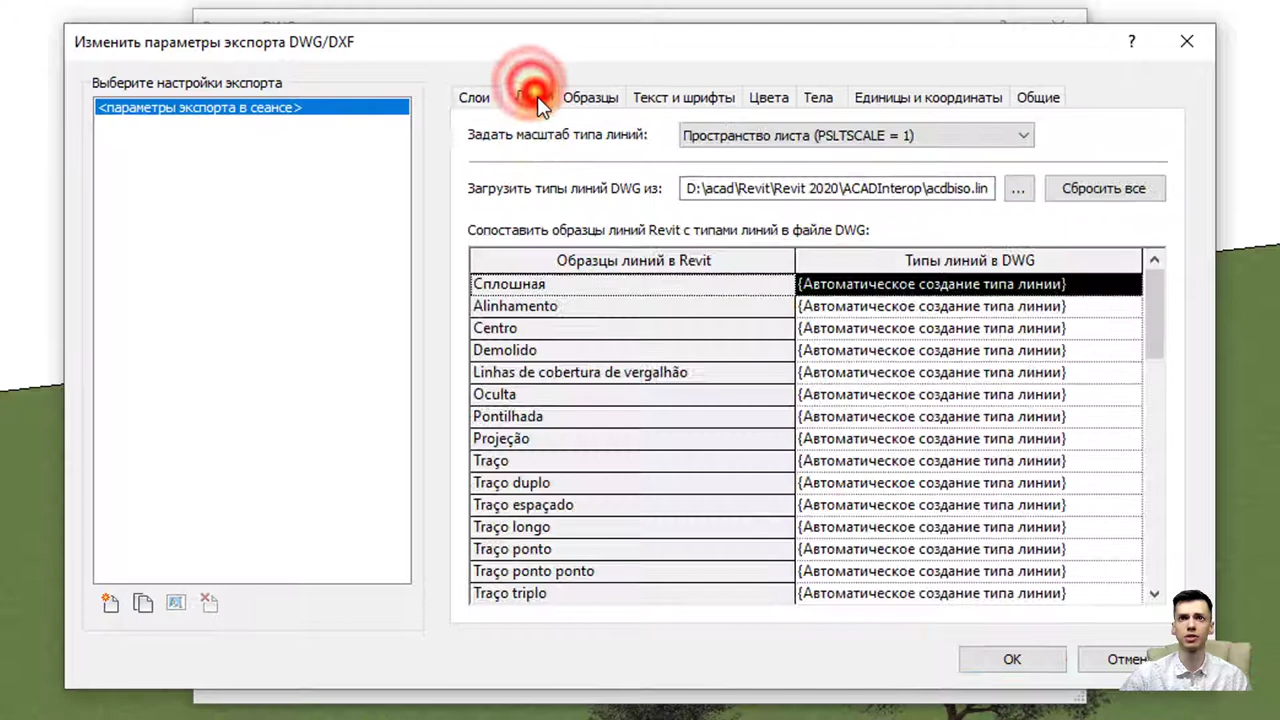 Изменить параметры экспорта DWG/DXF
?
Выберите настройки экспорта
<параметры экспорта в сеансе>
Слои
Образцы
Текст и шрифты
Цвета
Тела
Единицы и координаты
Общие
Задать масштаб типа линий:
Пространство листа (PSLTSCALE = 1)
Загрузить типы линий DWG из:
D:\acad\Revit\Revit 2020\ACADInterop\acdbiso.lin
...
Сбросить все
Сопоставить образцы линий Revit с типами линий в файле DWG:
Образцы линий в Revit Типы линий в DWG
Сплошная {Автоматическое создание типа линии}
Alinhamento {Автоматическое создание типа линии}
Centro {Автоматическое создание типа линии}
Demolido {Автоматическое создание типа линии}
Linhas de cobertura de vergalhão {Автоматическое создание типа линии}
Oculta {Автоматическое создание типа линии}
Pontilhada {Автоматическое создание типа линии}
Projeção {Автоматическое создание типа линии}
Traço {Автоматическое создание типа линии}
Traço duplo {Автоматическое создание типа линии}
Traço espaçado {Автоматическое создание типа линии}
Traço longo {Автоматическое создание типа линии}
Traço ponto {Автоматическое создание типа линии}
Traço ponto ponto {Автоматическое создание типа линии}
Traço triplo {Автоматическое создание типа линии}
OK
Отмен